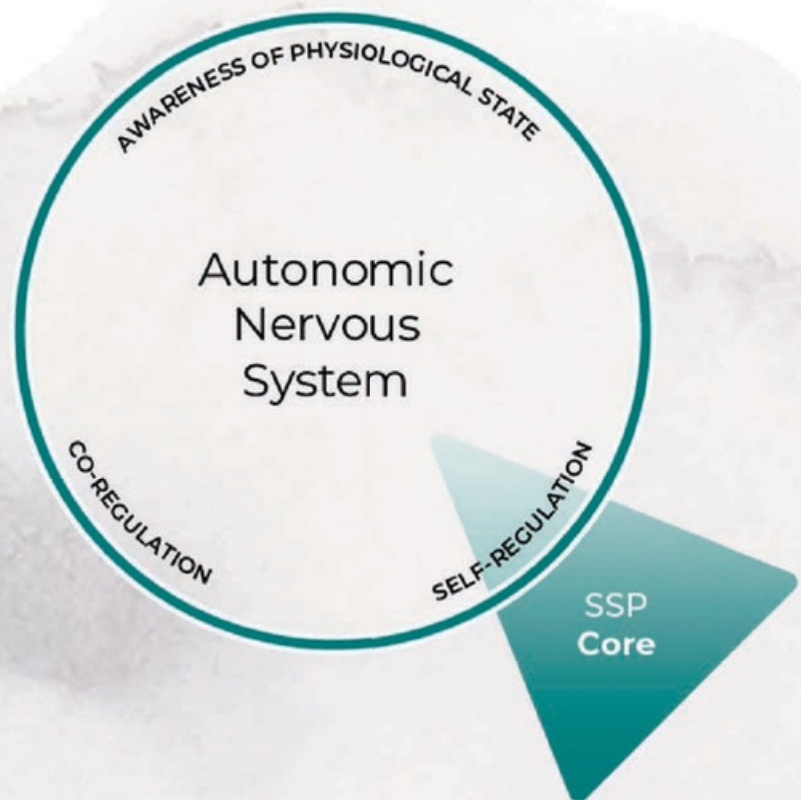 AWARENESS OF PHYSIOLOGICAL STATE
Autonomic
Nervous
System
CO-REGULATION
SELF-REGULATION
SSP
Core